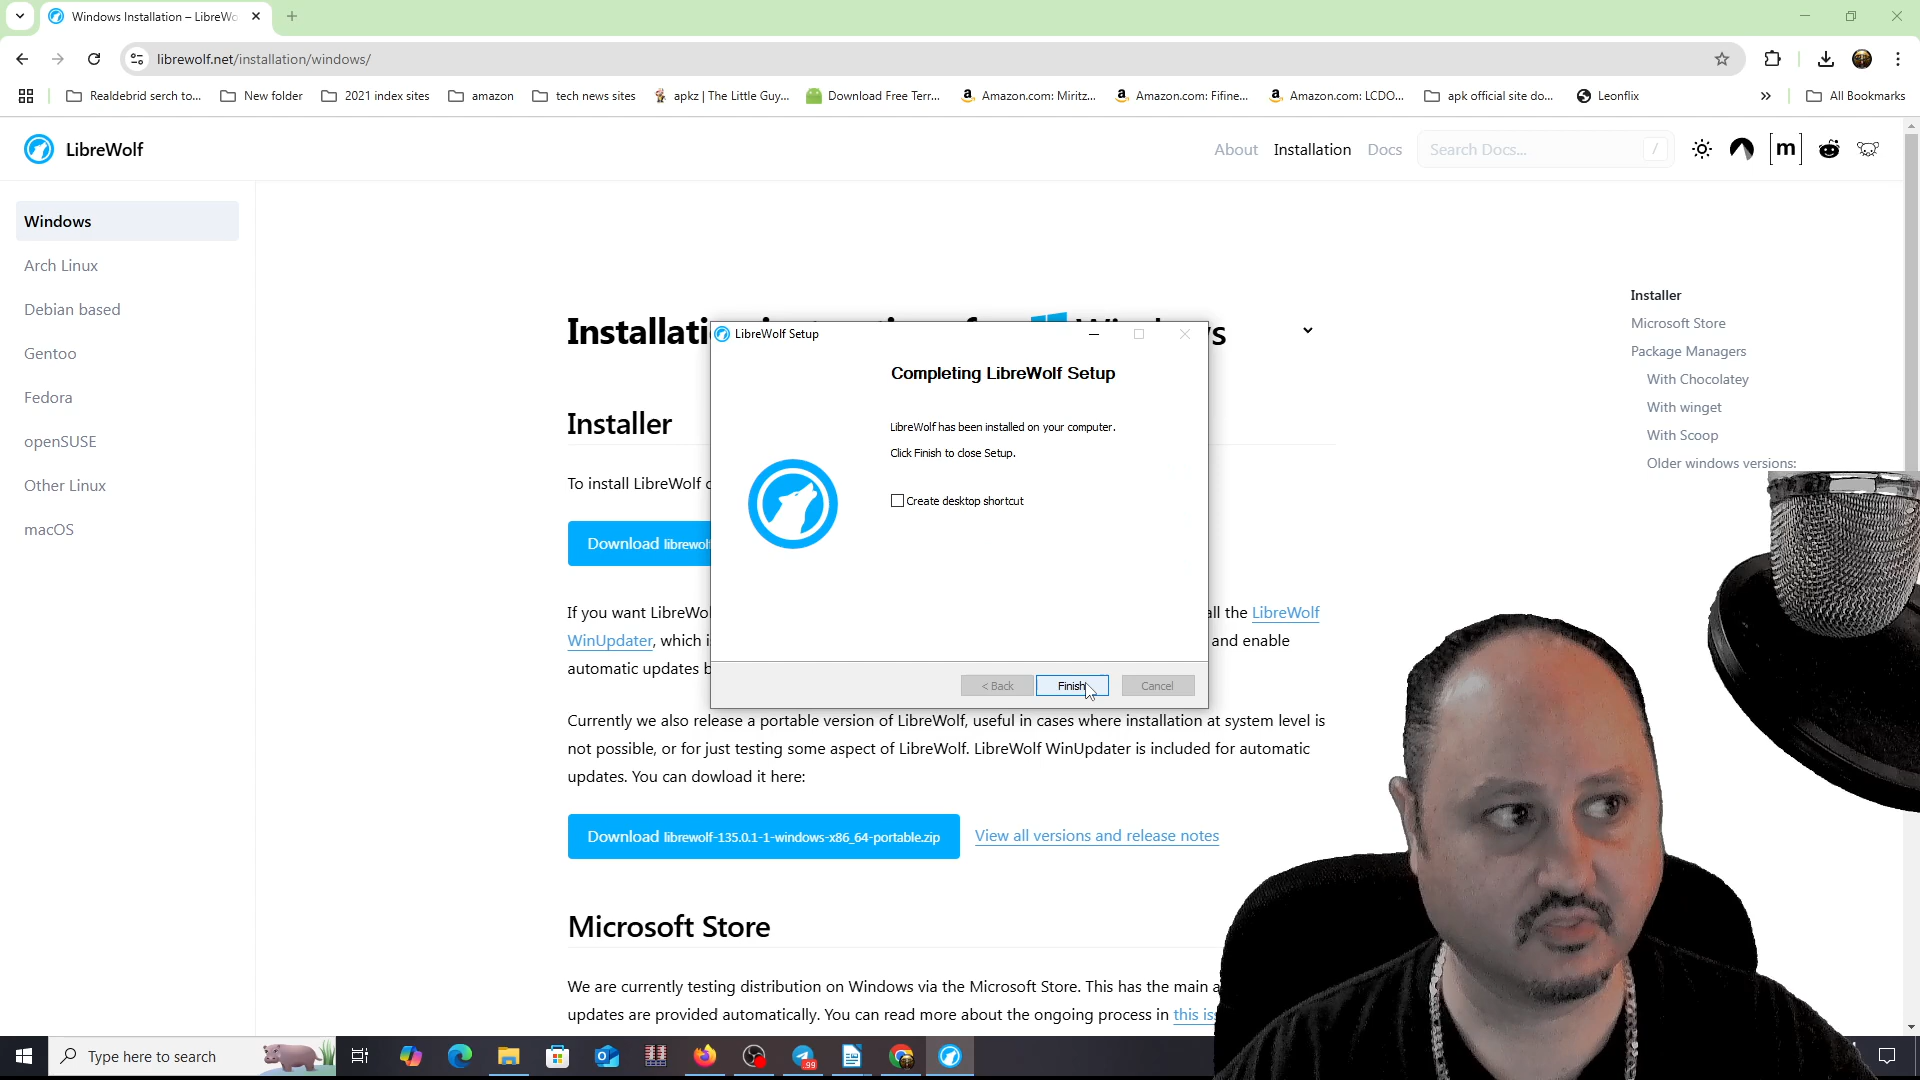 Windows Installation – LibreWo
librewolf.net/installation/windows/
Realdebrid serch to...
New folder
2021 index sites
amazon
tech news sites
apkz | The Little Guy...
Download Free Terr...
Amazon.com: Miritz...
Amazon.com: Fifine...
Amazon.com: LCDO...
apk official site do...
Leonflix
»
All Bookmarks
LibreWolf
About
Installation
Docs
Search Docs...
/
[m]
Windows
Arch Linux
Debian based
Gentoo
Fedora
openSUSE
Other Linux
macOS
Installer
Microsoft Store
Package Managers
With Chocolatey
With winget
With Scoop
Older windows versions:
Installer
To install LibreWolf
Download
If you want
all the LibreWolf
WinUpdater, which
and enable
automatic updates
LibreWolf Setup
Completing LibreWolf Setup
LibreWolf has been installed on your computer.
Click Finish to close Setup.
Create desktop shortcut
< Back
Finish
Cancel
Currently we also release a portable version of LibreWolf, useful in cases where installation at system level is
not possible, or for just testing some aspect of LibreWolf. LibreWolf WinUpdater is included for automatic
updates. You can dowload it here:
Download librewolf-135.0.1-1-windows-x86_64-portable.zip
View all versions and release notes
Microsoft Store
We are currently testing distribution on Windows via the Microsoft Store. This has the main
updates are provided automatically. You can read more about the ongoing process in this
Type here to search
99